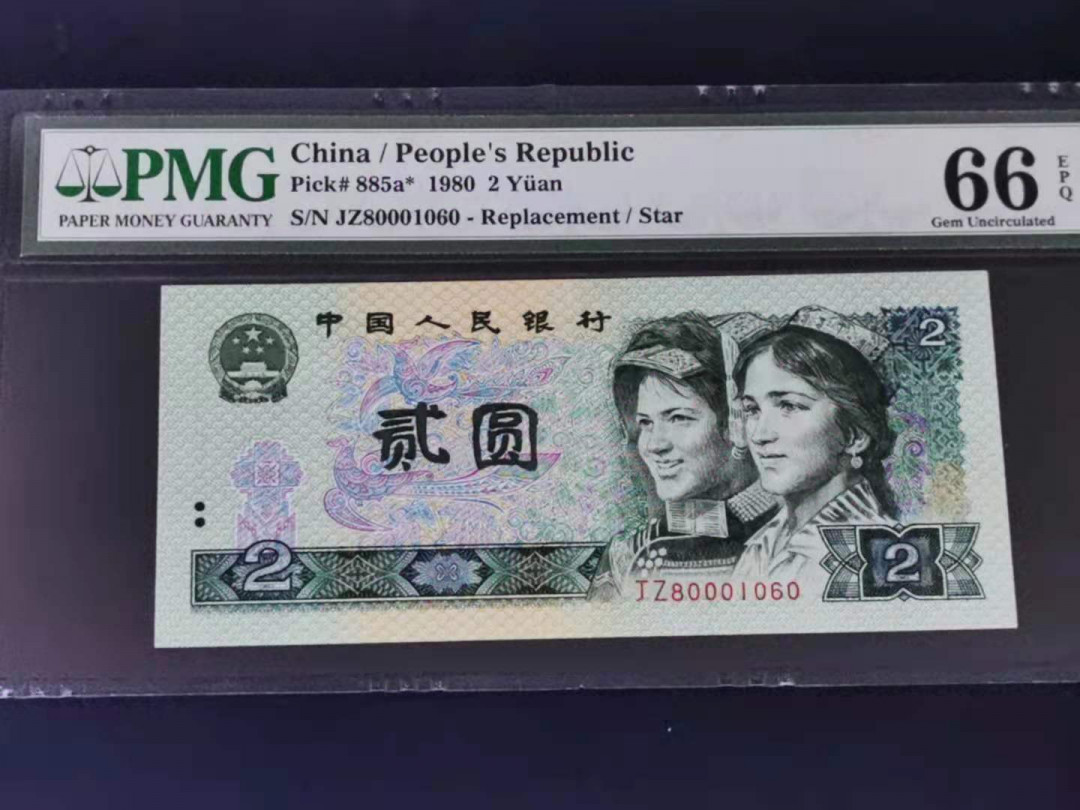 PMG
PAPER MONEY GUARANTY
China / People's Republic
Pick# 885a* 1980 2 Yüan
S/N JZ80001060 - Replacement / Star
66
EPQ
Gem Uncirculated
中国人民银行
2
贰圆
2
2
JZ80001060